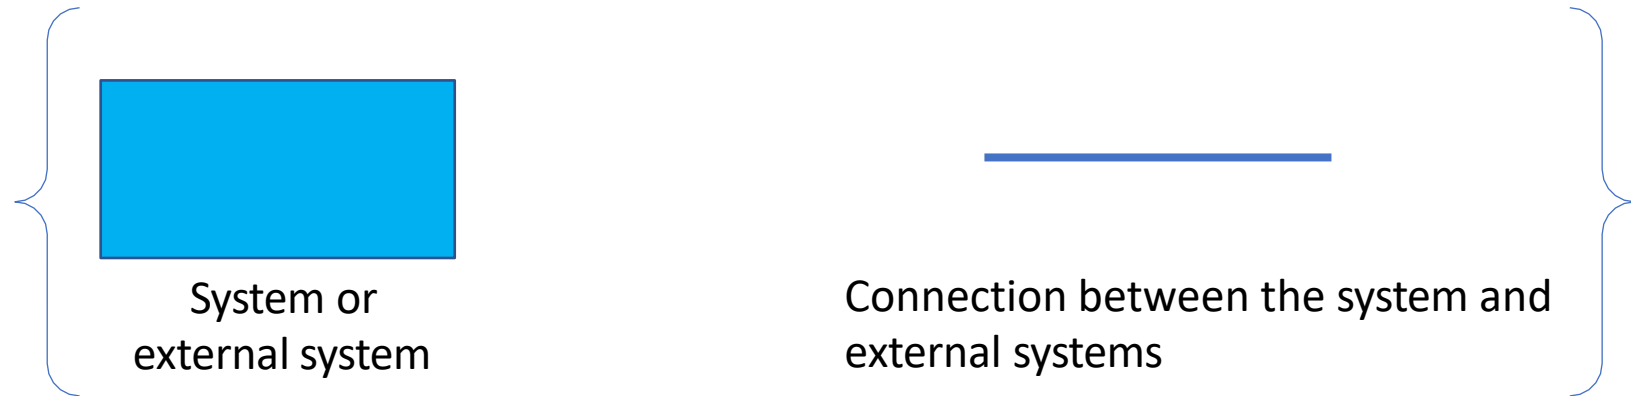 System or
external system
Connection between the system and
external systems